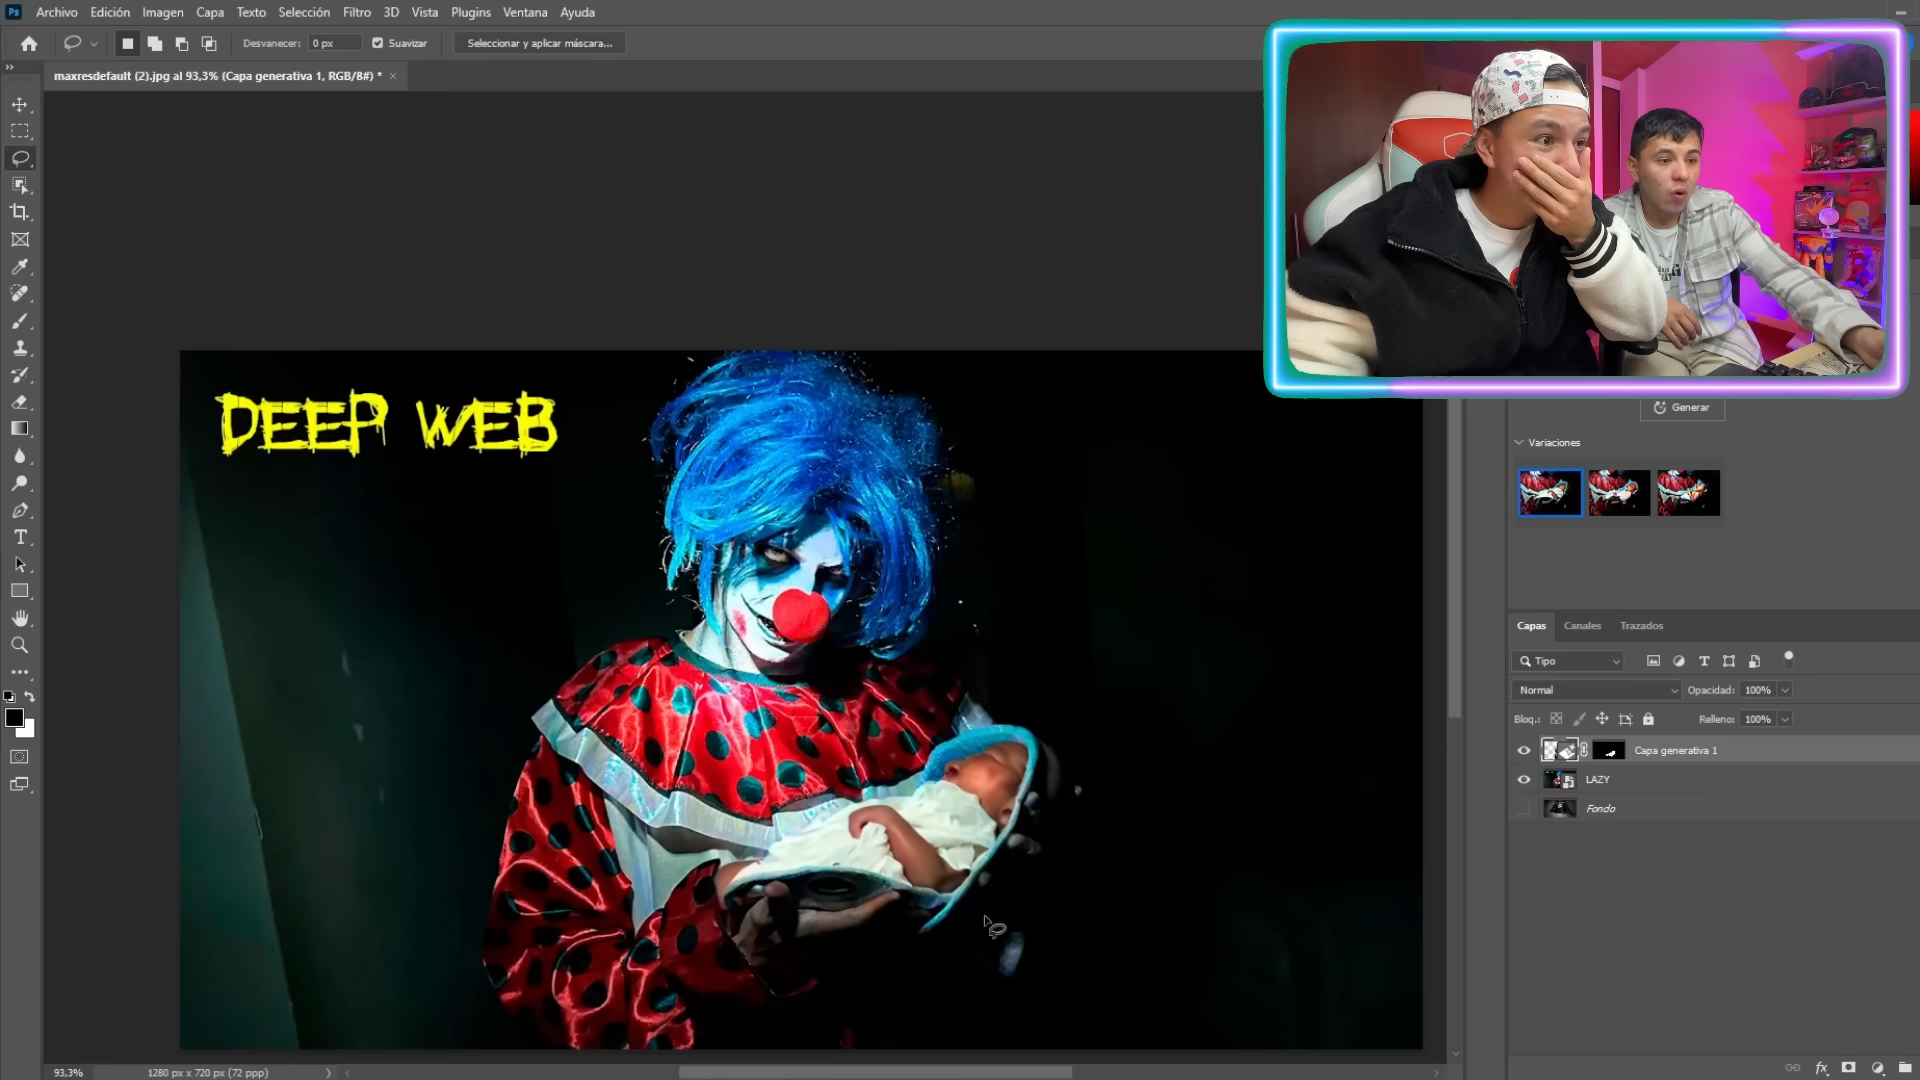 Ps Archivo Edición Imagen Capa Texto Selección Filtro 3D Vista Plugins Ventana Ayuda
Desvanecer: 0 px Suavizar Seleccionar y aplicar máscara...
maxresdefault (2).jpg al 93,3% (Capa generativa 1, RGB/8#) * ×
DEEP WEB
Generar
Variaciones
Capas Canales Trazados
Tipo
Normal Opacidad: 100%
Bloq.: Relleno: 100%
Capa generativa 1
LAZY
Fondo
93,3% 1280 px x 720 px (72 ppp)
fx